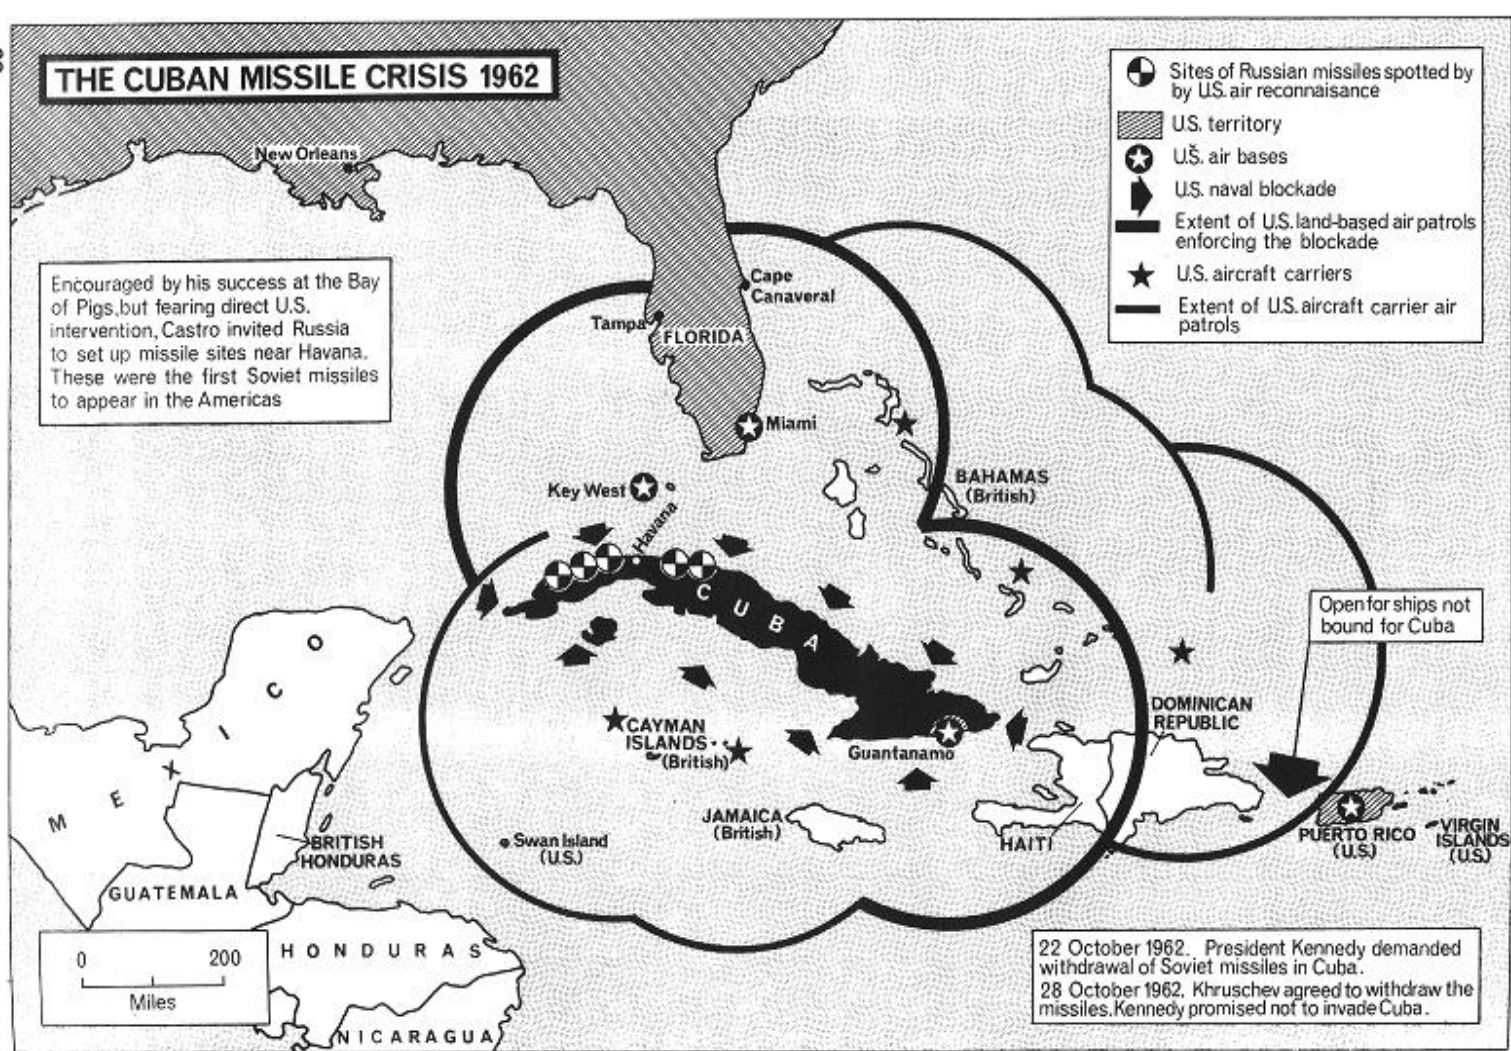 THE CUBAN MISSILE CRISIS 1962
Sites of Russian missiles spotted by
by U.S. air reconnaisance
U.S. territory
U.S. air bases
U.S. naval blockade
Extent of U.S. land-based air patrols
enforcing the blockade
U.S. aircraft carriers
Extent of U.S. aircraft carrier air
patrols
New Orleans
Encouraged by his success at the Bay
of Pigs, but fearing direct U.S.
intervention, Castro invited Russia
to set up missile sites near Havana.
These were the first Soviet missiles
to appear in the Americas
Cape
Canaveral
Tampa
FLORIDA
Miami
Key West
Havana
BAHAMAS
(British)
CUBA
Open for ships not
bound for Cuba
MEXICO
CAYMAN
ISLANDS
(British)
Guantanamo
DOMINICAN
REPUBLIC
JAMAICA
(British)
HAITI
PUERTO RICO
(U.S.)
VIRGIN
ISLANDS
(U.S.)
Swan Island
(U.S.)
BRITISH
HONDURAS
GUATEMALA
HONDURAS
NICARAGUA
0 200
Miles
22 October 1962. President Kennedy demanded
withdrawal of Soviet missiles in Cuba.
28 October 1962. Khruschev agreed to withdraw the
missiles. Kennedy promised not to invade Cuba.